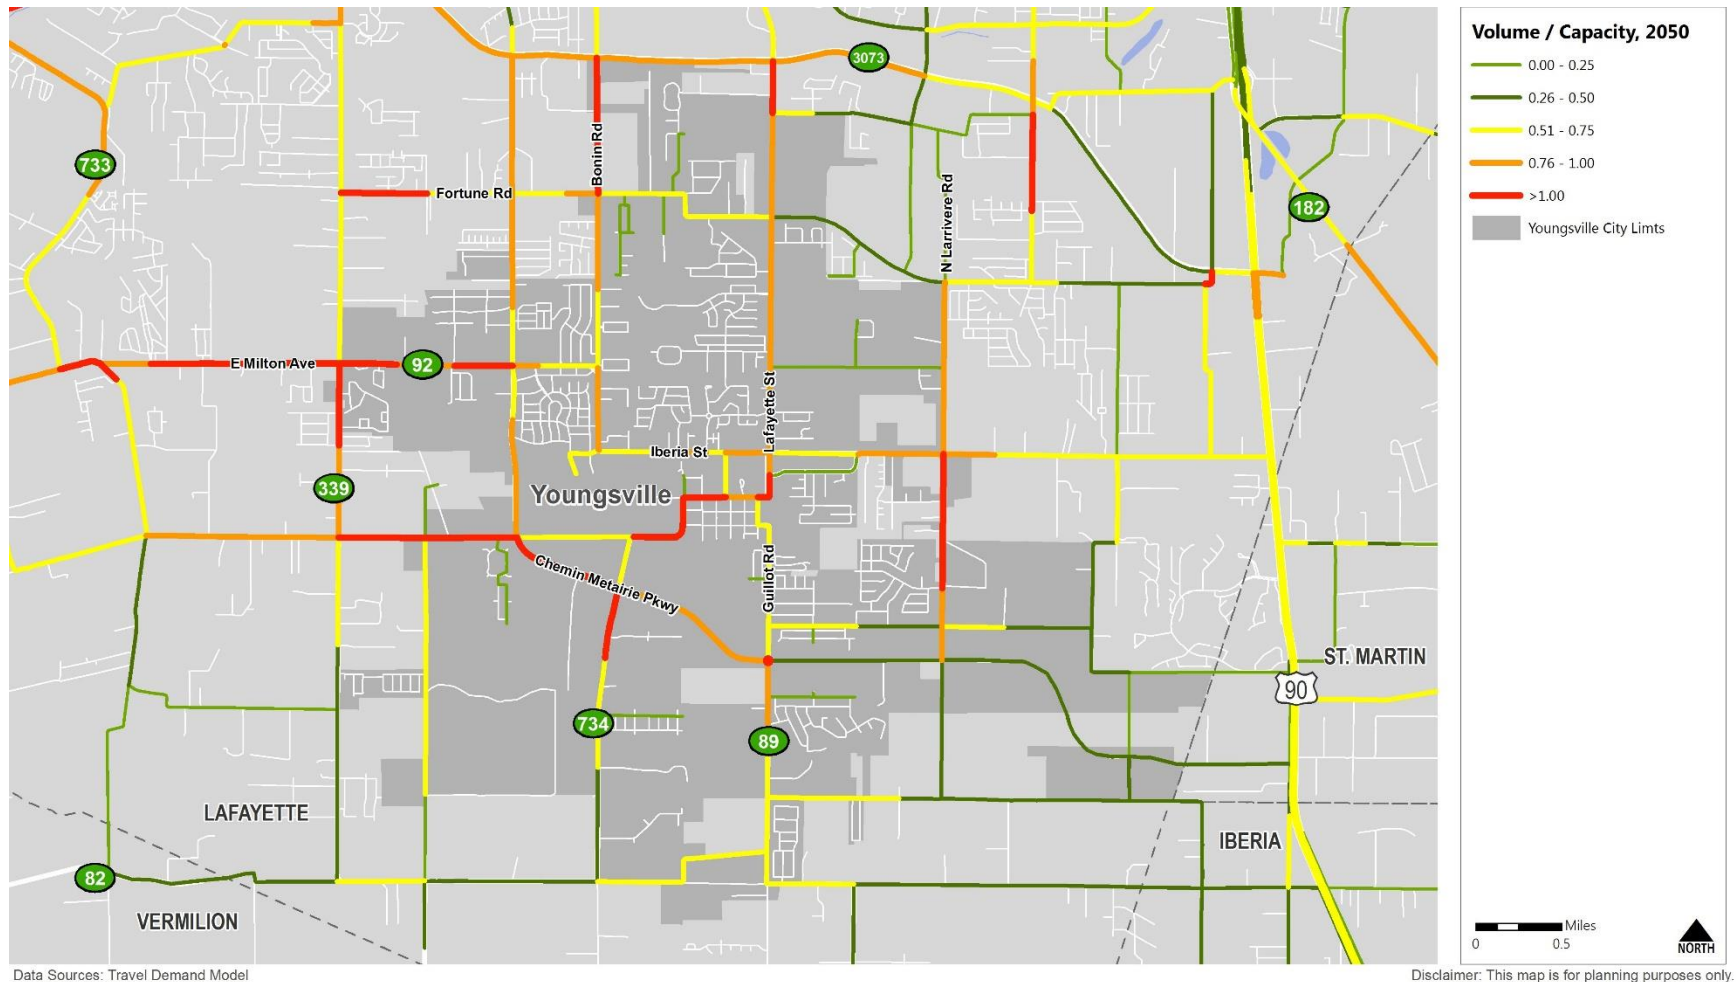 Volume / Capacity, 2050
0.00 - 0.25
0.26 - 0.50
0.51 - 0.75
0.76 - 1.00
>1.00
Youngsville City Limts
3073
733
Bonin Rd
Fortune Rd
182
N Larrivere Rd
E Milton Ave
92
Lafayette St
Iberia St
339
Youngsville
Chemin Metairie Pkwy
Guillot Rd
ST. MARTIN
90
734
89
LAFAYETTE
IBERIA
82
VERMILION
Miles
0 0.5
NORTH
Data Sources: Travel Demand Model
Disclaimer: This map is for planning purposes only.